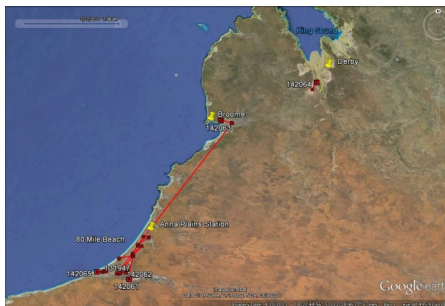 King Sound
Derby
142064
Broome
142063
Anna Plains Station
80 Mile Beach
142065
142062
142061
Google earth